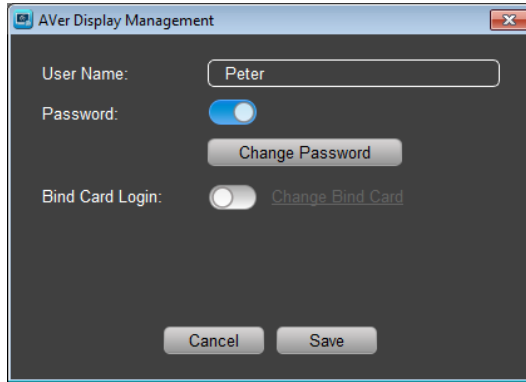 AVer Display Management
User Name: Peter
Password:
Change Password
Bind Card Login: Change Bind Card
Cancel Save